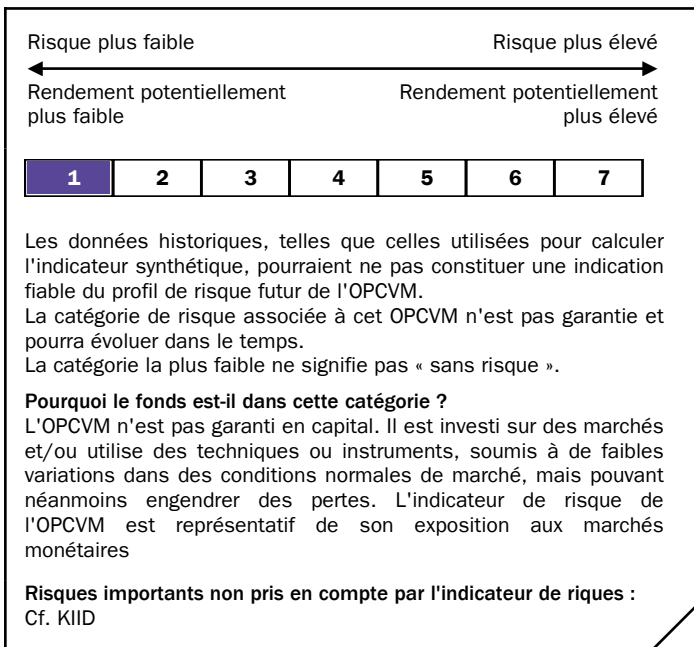 Risque plus faible Risque plus élevé
Rendement potentiellement Rendement potentiellement
plus faible plus élevé
1 2 3 4 5 6 7
Les données historiques, telles que celles utilisées pour calculer
l'indicateur synthétique, pourraient ne pas constituer une indication
fiable du profil de risque futur de l'OPCVM.
La catégorie de risque associée à cet OPCVM n'est pas garantie et
pourra évoluer dans le temps.
La catégorie la plus faible ne signifie pas « sans risque ».
Pourquoi le fonds est-il dans cette catégorie ?
L'OPCVM n'est pas garanti en capital. Il est investi sur des marchés
et/ou utilise des techniques ou instruments, soumis à de faibles
variations dans des conditions normales de marché, mais pouvant
néanmoins engendrer des pertes. L'indicateur de risque de
l'OPCVM est représentatif de son exposition aux marchés
monétaires
Risques importants non pris en compte par l'indicateur de riques :
Cf. KIID